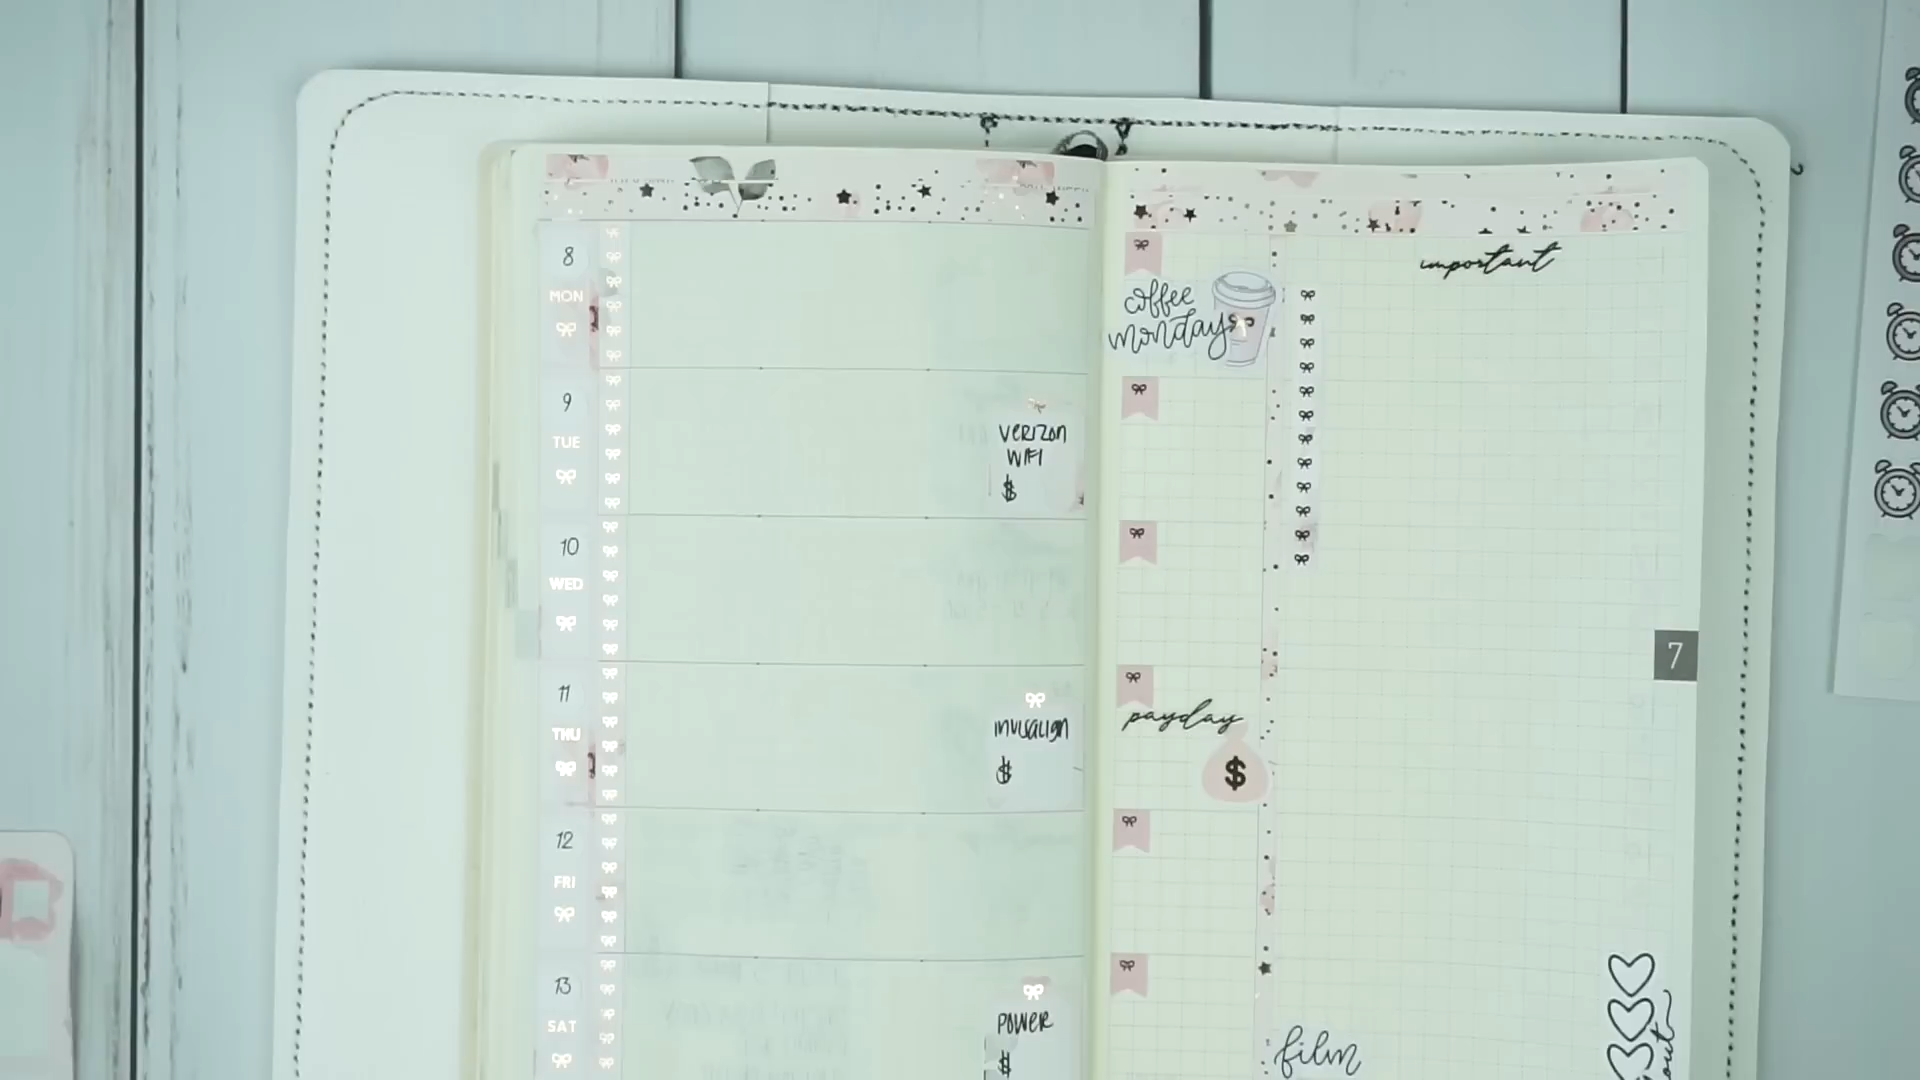 8
MON
coffee
monday
important
9
TUE
VERIZON
WIFI
$
10
WED
7
11
THU
INVISALIGN
$
payday
$
12
FRI
13
SAT
POWER
$
film